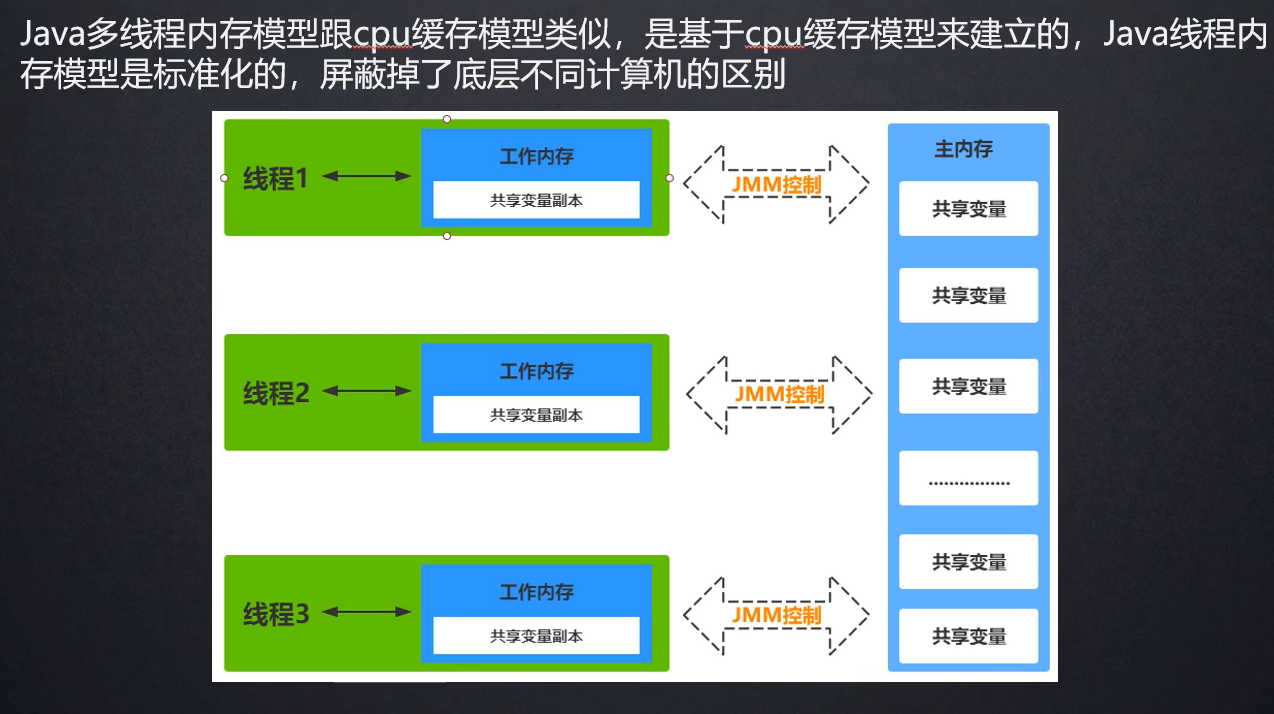 Java多线程内存模型跟cpu缓存模型类似，是基于cpu缓存模型来建立的，Java线程内
存模型是标准化的，屏蔽掉了底层不同计算机的区别
线程1
工作内存
共享变量副本
JMM控制
线程2
工作内存
共享变量副本
JMM控制
线程3
工作内存
共享变量副本
JMM控制
主内存
共享变量
共享变量
共享变量
................
共享变量
共享变量